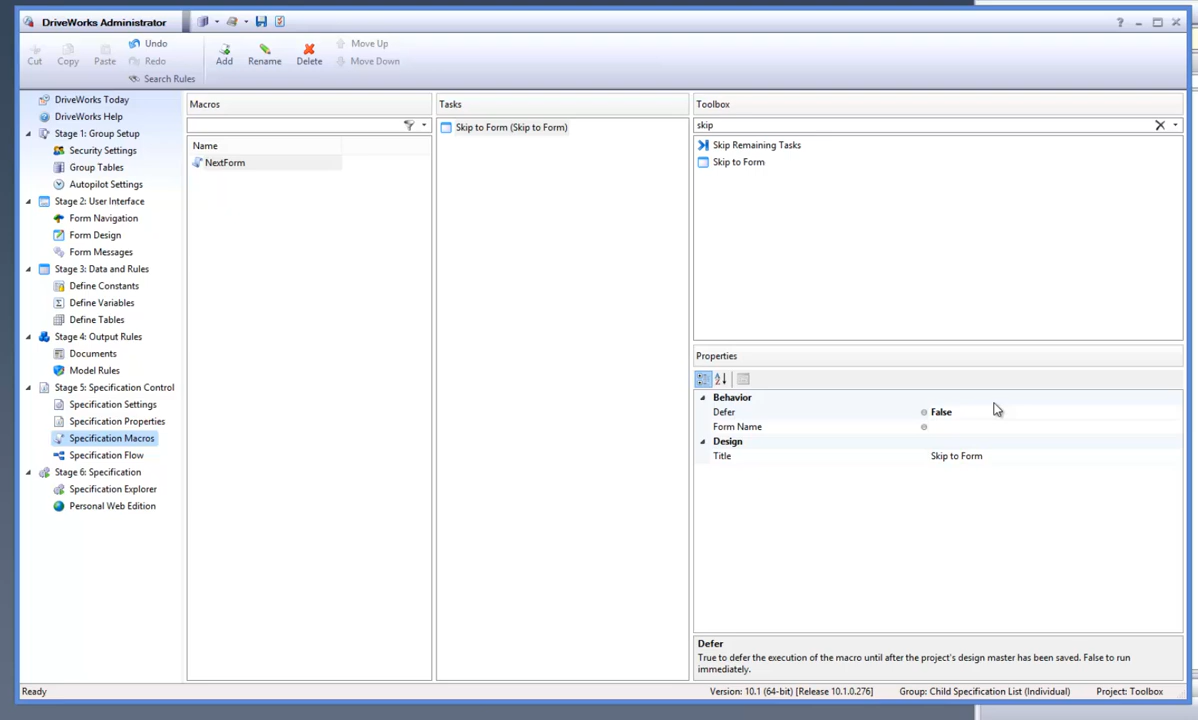 DriveWorks Administrator
Cut
Copy
Paste
Undo
Redo
Search Rules
Add
Rename
Delete
Move Up
Move Down
DriveWorks Today
DriveWorks Help
Stage 1: Group Setup
Security Settings
Group Tables
Autopilot Settings
Stage 2: User Interface
Form Navigation
Form Design
Form Messages
Stage 3: Data and Rules
Define Constants
Define Variables
Define Tables
Stage 4: Output Rules
Documents
Model Rules
Stage 5: Specification Control
Specification Settings
Specification Properties
Specification Macros
Specification Flow
Stage 6: Specification
Specification Explorer
Personal Web Edition
Macros
Name
NextForm
Tasks
Skip to Form (Skip to Form)
Toolbox
skip
Skip Remaining Tasks
Skip to Form
Properties
Behavior
Defer False
Form Name
Design
Title Skip to Form
Defer
True to defer the execution of the macro until after the project's design master has been saved. False to run
immediately.
Ready
Version: 10.1 (64-bit) [Release 10.1.0.276]
Group: Child Specification List (Individual)
Project: Toolbox